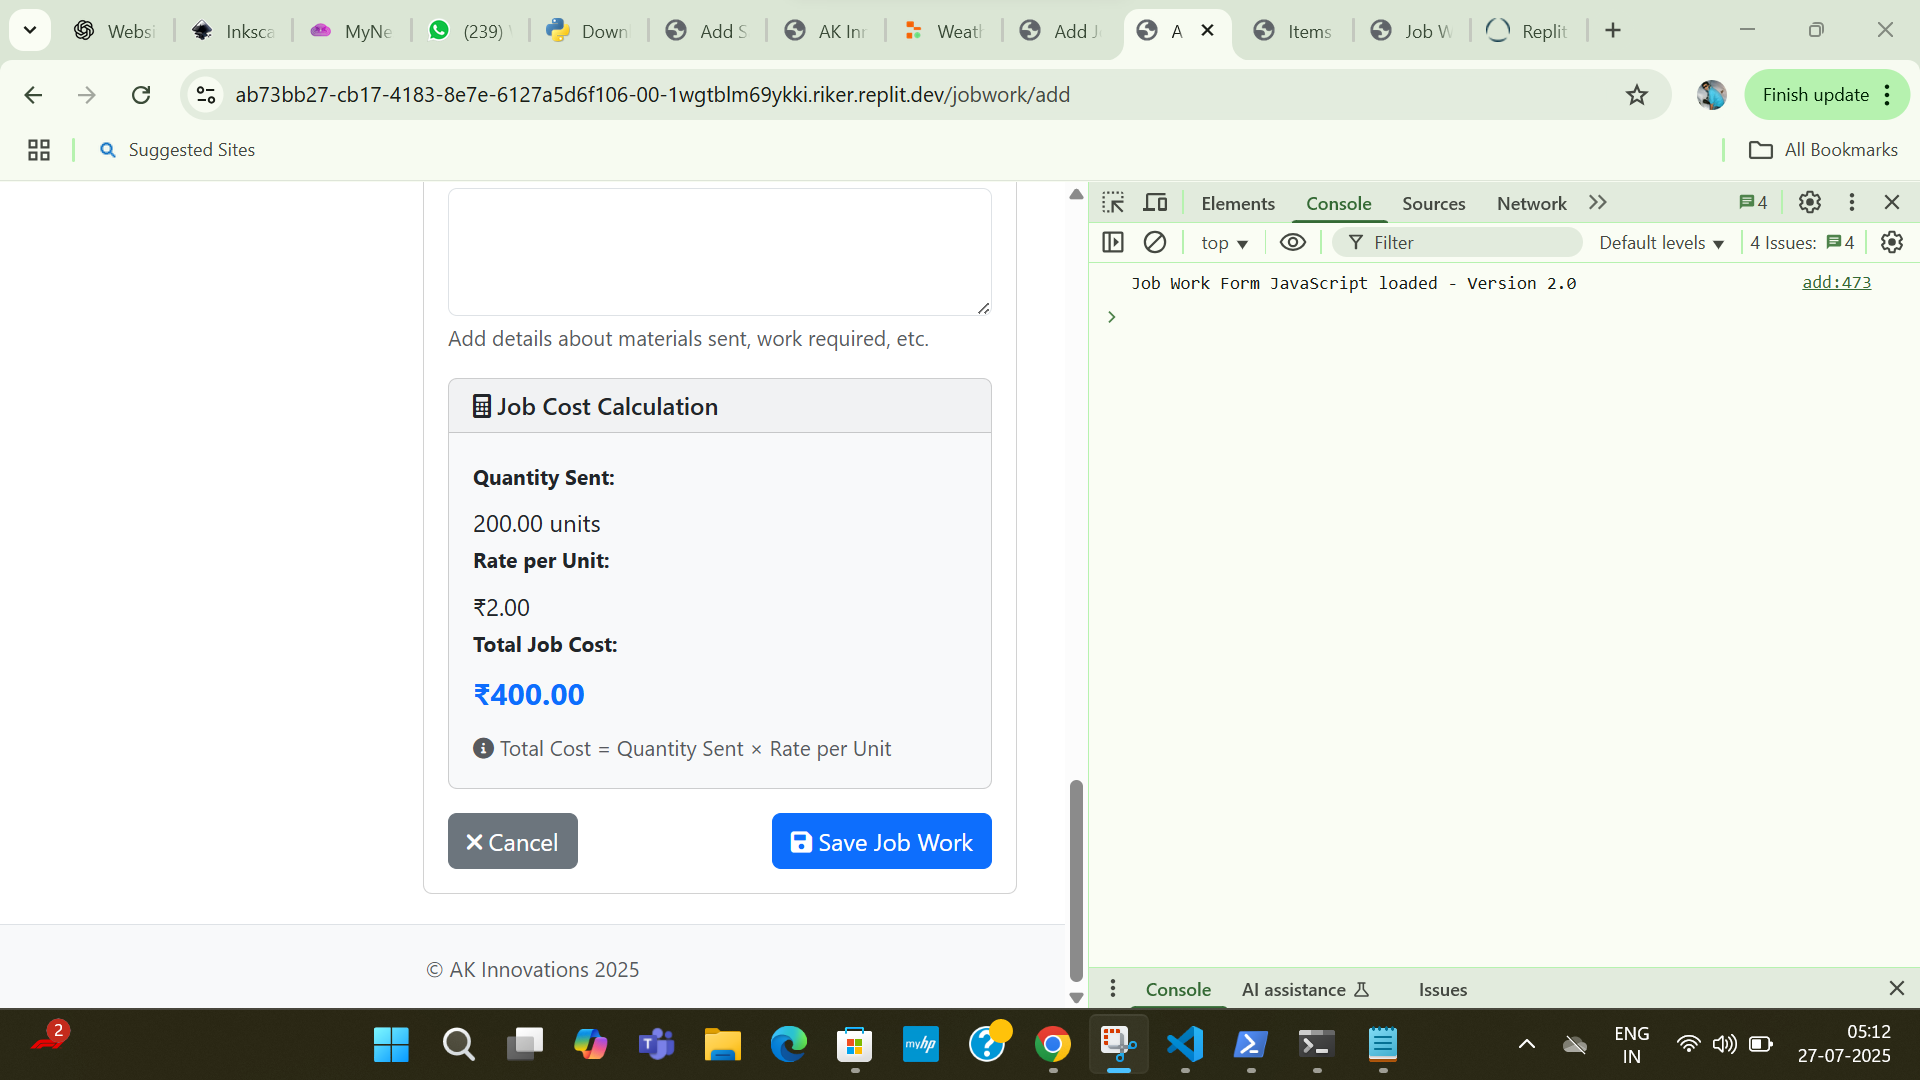 Websi
Inksca
MyNe
(239)
Down
Add S
AK Inn
Weath
Add J
A
Items
Job W
Replit
ab73bb27-cb17-4183-8e7e-6127a5d6f106-00-1wgtblm69ykki.riker.replit.dev/jobwork/add
Finish update
Suggested Sites
All Bookmarks
Add details about materials sent, work required, etc.
Job Cost Calculation
Quantity Sent:
200.00 units
Rate per Unit:
₹2.00
Total Job Cost:
₹400.00
Total Cost = Quantity Sent × Rate per Unit
Cancel
Save Job Work
© AK Innovations 2025
Elements
Console
Sources
Network
4
top
Filter
Default levels
4 Issues:
4
Job Work Form JavaScript loaded - Version 2.0
add:473
Console
AI assistance
Issues
2
myhp
ENG
IN
05:12
27-07-2025